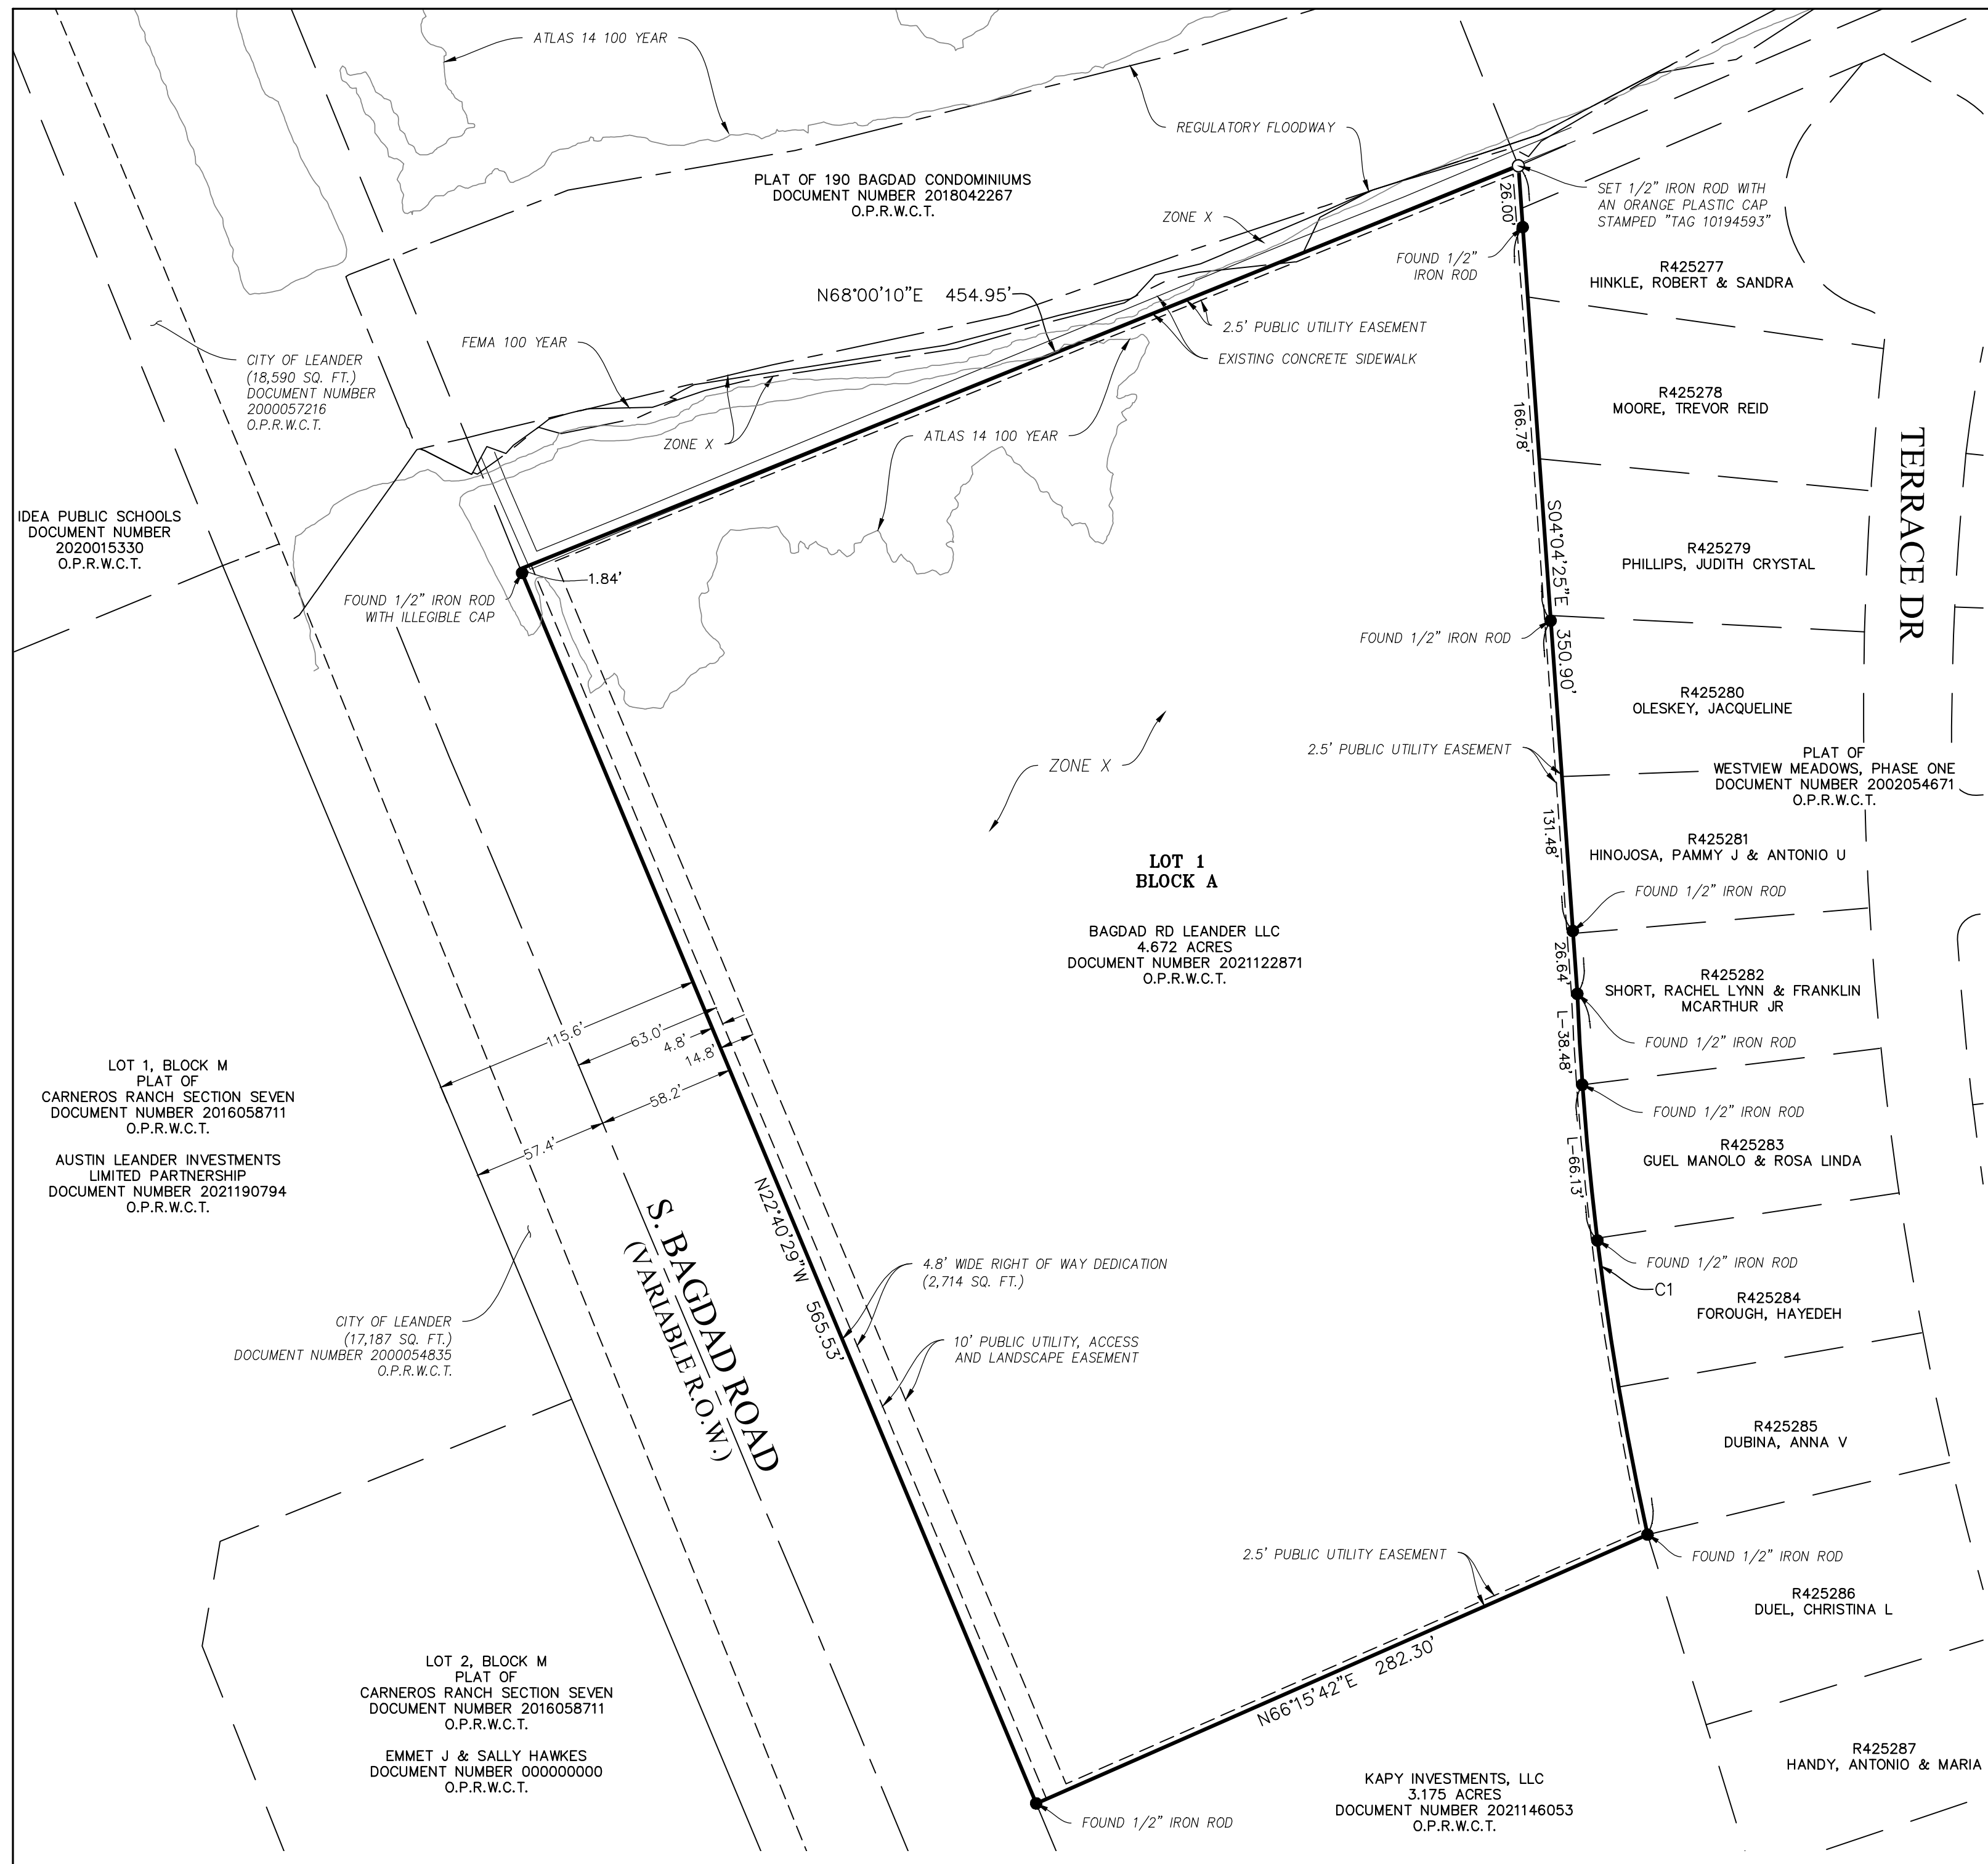 ATLAS 14 100 YEAR
REGULATORY FLOODWAY
PLAT OF 190 BAGDAD CONDOMINIUMS
DOCUMENT NUMBER 2018042267
O.P.R.W.C.T.
ZONE X
SET 1/2" IRON ROD WITH
AN ORANGE PLASTIC CAP
STAMPED "TAG 10194593"
26.00'
FOUND 1/2"
IRON ROD
R425277
HINKLE, ROBERT & SANDRA
N68°00'10"E 454.95'
2.5' PUBLIC UTILITY EASEMENT
EXISTING CONCRETE SIDEWALK
FEMA 100 YEAR
CITY OF LEANDER
(18,590 SQ. FT.)
DOCUMENT NUMBER
2000057216
O.P.R.W.C.T.
ZONE X
ATLAS 14 100 YEAR
166.78'
R425278
MOORE, TREVOR REID
TERRACE DR
IDEA PUBLIC SCHOOLS
DOCUMENT NUMBER
2020015330
O.P.R.W.C.T.
1.84'
FOUND 1/2" IRON ROD
WITH ILLEGIBLE CAP
S04°04'25"E 350.90'
R425279
PHILLIPS, JUDITH CRYSTAL
FOUND 1/2" IRON ROD
R425280
OLESKEY, JACQUELINE
2.5' PUBLIC UTILITY EASEMENT
PLAT OF
WESTVIEW MEADOWS, PHASE ONE
DOCUMENT NUMBER 2002054671
O.P.R.W.C.T.
ZONE X
131.48'
R425281
HINOJOSA, PAMMY J & ANTONIO U
LOT 1
BLOCK A
BAGDAD RD LEANDER LLC
4.672 ACRES
DOCUMENT NUMBER 2021122871
O.P.R.W.C.T.
FOUND 1/2" IRON ROD
26.64'
R425282
SHORT, RACHEL LYNN & FRANKLIN
MCARTHUR JR
FOUND 1/2" IRON ROD
L-38.48'
115.6'
63.0'
4.8'
14.8'
58.2'
57.4'
LOT 1, BLOCK M
PLAT OF
CARNEROS RANCH SECTION SEVEN
DOCUMENT NUMBER 2016058711
O.P.R.W.C.T.
AUSTIN LEANDER INVESTMENTS
LIMITED PARTNERSHIP
DOCUMENT NUMBER 2021190794
O.P.R.W.C.T.
FOUND 1/2" IRON ROD
L-66.13'
R425283
GUEL MANOLO & ROSA LINDA
N22°40'29"W 565.53'
S. BAGDAD ROAD
(VARIABLE R.O.W.)
4.8' WIDE RIGHT OF WAY DEDICATION
(2,714 SQ. FT.)
FOUND 1/2" IRON ROD
C1
R425284
FOROUGH, HAYEDEH
CITY OF LEANDER
(17,187 SQ. FT.)
DOCUMENT NUMBER 2000054835
O.P.R.W.C.T.
10' PUBLIC UTILITY, ACCESS
AND LANDSCAPE EASEMENT
R425285
DUBINA, ANNA V
2.5' PUBLIC UTILITY EASEMENT
FOUND 1/2" IRON ROD
R425286
DUEL, CHRISTINA L
N66°15'42"E 282.30'
LOT 2, BLOCK M
PLAT OF
CARNEROS RANCH SECTION SEVEN
DOCUMENT NUMBER 2016058711
O.P.R.W.C.T.
EMMET J & SALLY HAWKES
DOCUMENT NUMBER 000000000
O.P.R.W.C.T.
R425287
HANDY, ANTONIO & MARIA
KAPY INVESTMENTS, LLC
3.175 ACRES
DOCUMENT NUMBER 2021146053
O.P.R.W.C.T.
FOUND 1/2" IRON ROD